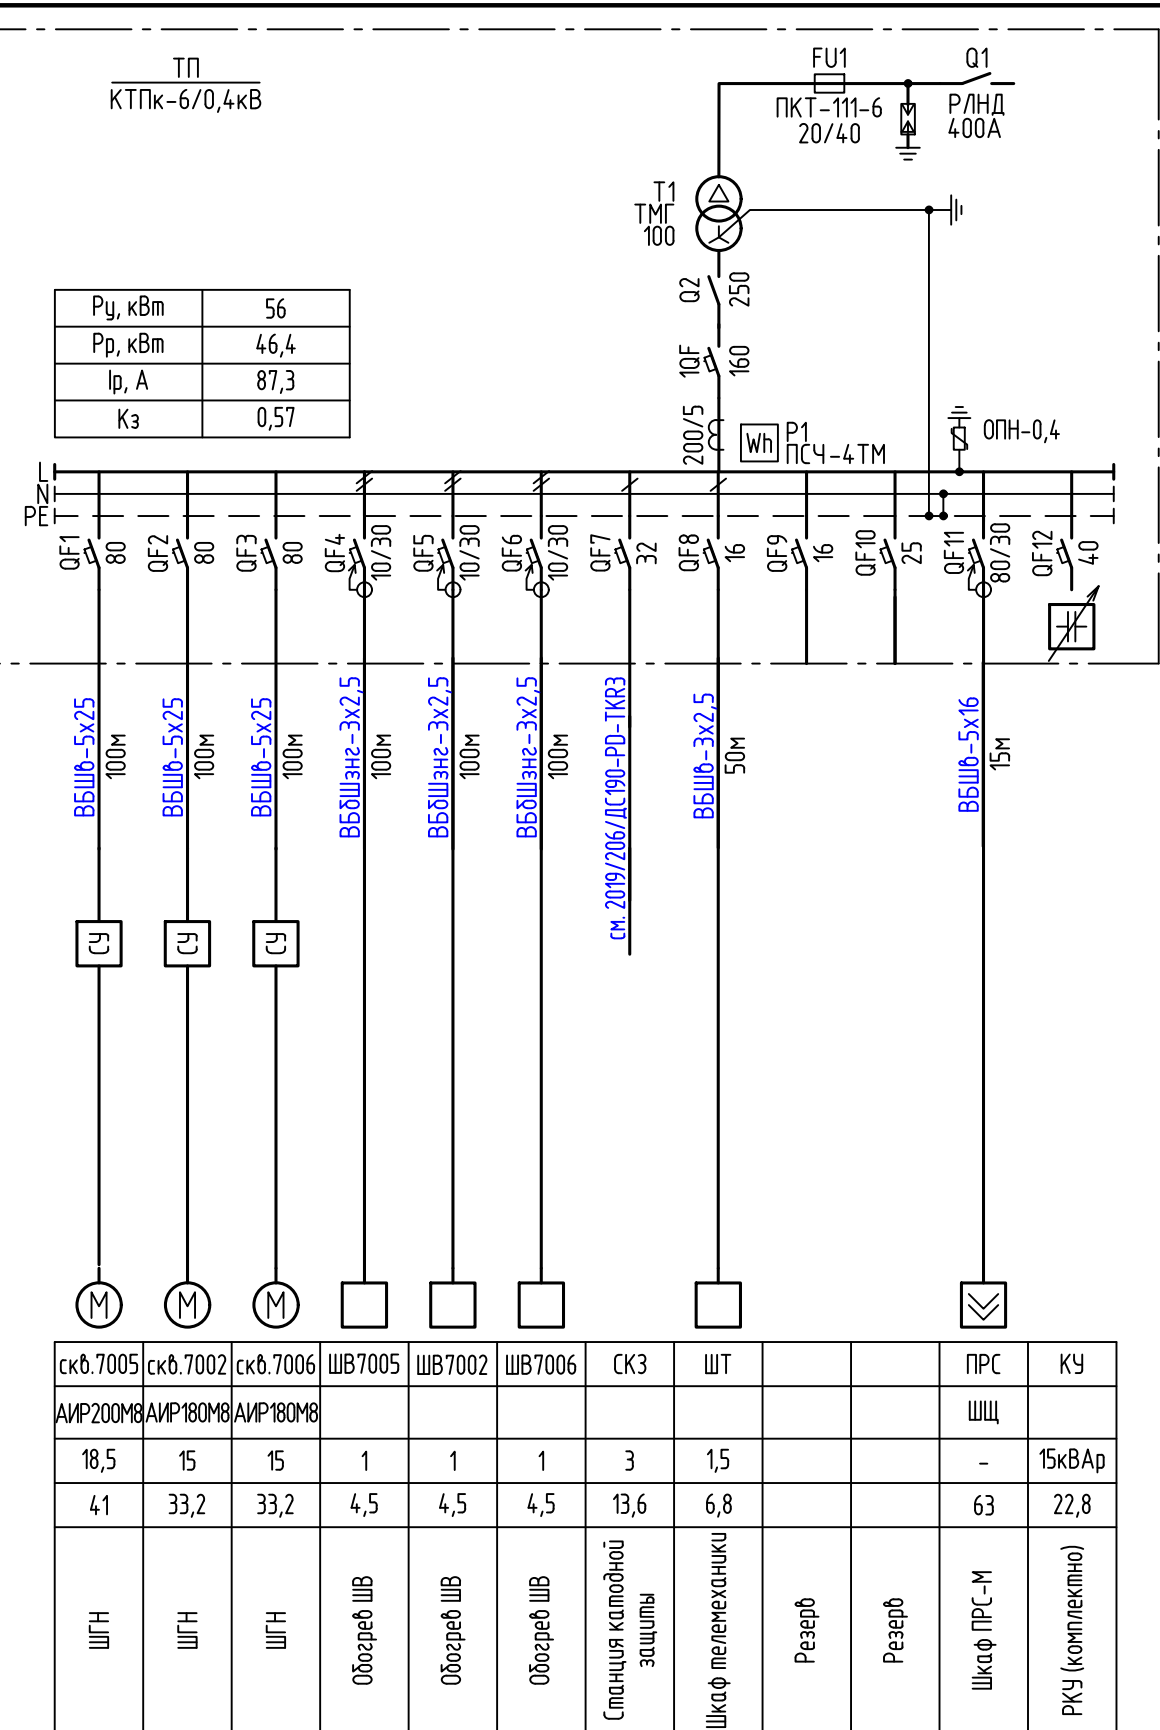 ТП
КТПк-6/0,4кВ
FU1
Q1
ПКТ-111-6
20/40
РЛНД
400А
Т1
ТМГ
100
Q2
250
1QF
160
200/5
Wh
Р1
ПСЧ-4ТМ
ОПН-0,4
Ру, кВт
56
Рр, кВт
46,4
Iр, А
87,3
Кз
0,57
L
N
PE
QF1
80
QF2
80
QF3
80
QF4
10/30
QF5
10/30
QF6
10/30
QF7
32
QF8
16
QF9
16
QF10
25
QF11
80/30
QF12
40
ВБШв-5х25
100м
ВБШв-5х25
100м
ВБШв-5х25
100м
ВБбШзнг-3х2,5
100м
ВБбШзнг-3х2,5
100м
ВБбШзнг-3х2,5
100м
см. 2019/206/ДС190-PD-TKR3
ВБШв-3х2,5
50м
ВБШв-5х16
15м
СУ
СУ
СУ
М
М
М
скв.7005 скв.7002 скв.7006 ШВ7005 ШВ7002 ШВ7006 СКЗ ШТ ПРС КУ
АИР200М8 АИР180М8 АИР180М8 ШЩ
18,5 15 15 1 1 1 3 1,5 - 15кВАр
41 33,2 33,2 4,5 4,5 4,5 13,6 6,8 63 22,8
ШГН
ШГН
ШГН
Обогрев ШВ
Обогрев ШВ
Обогрев ШВ
Станция катодной
защиты
Шкаф телемеханики
Резерв
Резерв
Шкаф ПРС-М
РКУ (комплектно)